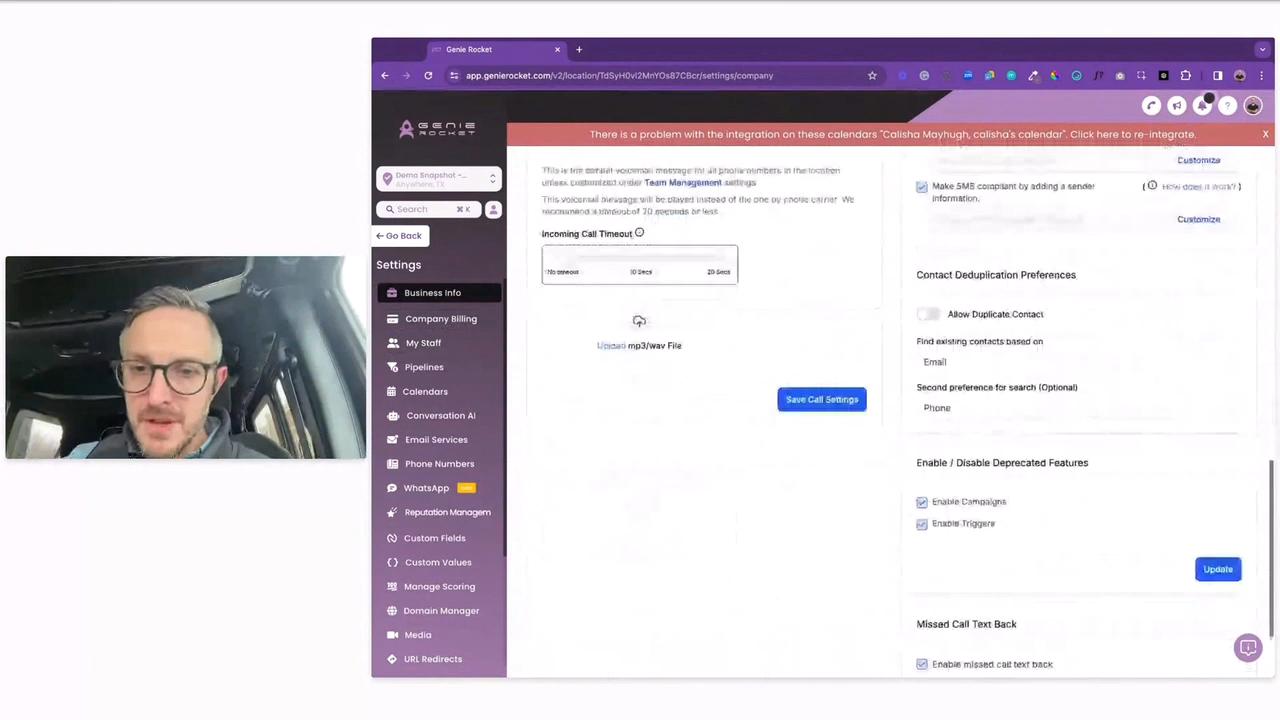 Genie Rocket
app.genierocket.com/v2/location/TdSyH0vl2MnYOs87CBcr/settings/company
GENIE
ROCKET
There is a problem with the integration on these calendars "Calisha Mayhugh, calisha's calendar". Click here to re-integrate.
X
Demo Snapshot -...
Anywhere, TX
Search
⌘ K
Go Back
Settings
Business Info
Company Billing
My Staff
Pipelines
Calendars
Conversation AI
Email Services
Phone Numbers
WhatsApp
Reputation Managem
Custom Fields
Custom Values
Manage Scoring
Domain Manager
Media
URL Redirects
This is the default voicemail message for all phone numbers in the location
unless customized under Team Management settings
This voicemail message will be played instead of the one by phone carrier. We
recommend a timeout of 20 seconds or less
Incoming Call Timeout
No timeout
10 Secs
20 Secs
Upload mp3/wav File
Save Call Settings
Customize
Make SMS compliant by adding a sender
information.
( How does it work? )
Customize
Contact Deduplication Preferences
Allow Duplicate Contact
Find existing contacts based on
Email
Second preference for search (Optional)
Phone
Enable / Disable Deprecated Features
Enable Campaigns
Enable Triggers
Update
Missed Call Text Back
Enable missed call text back